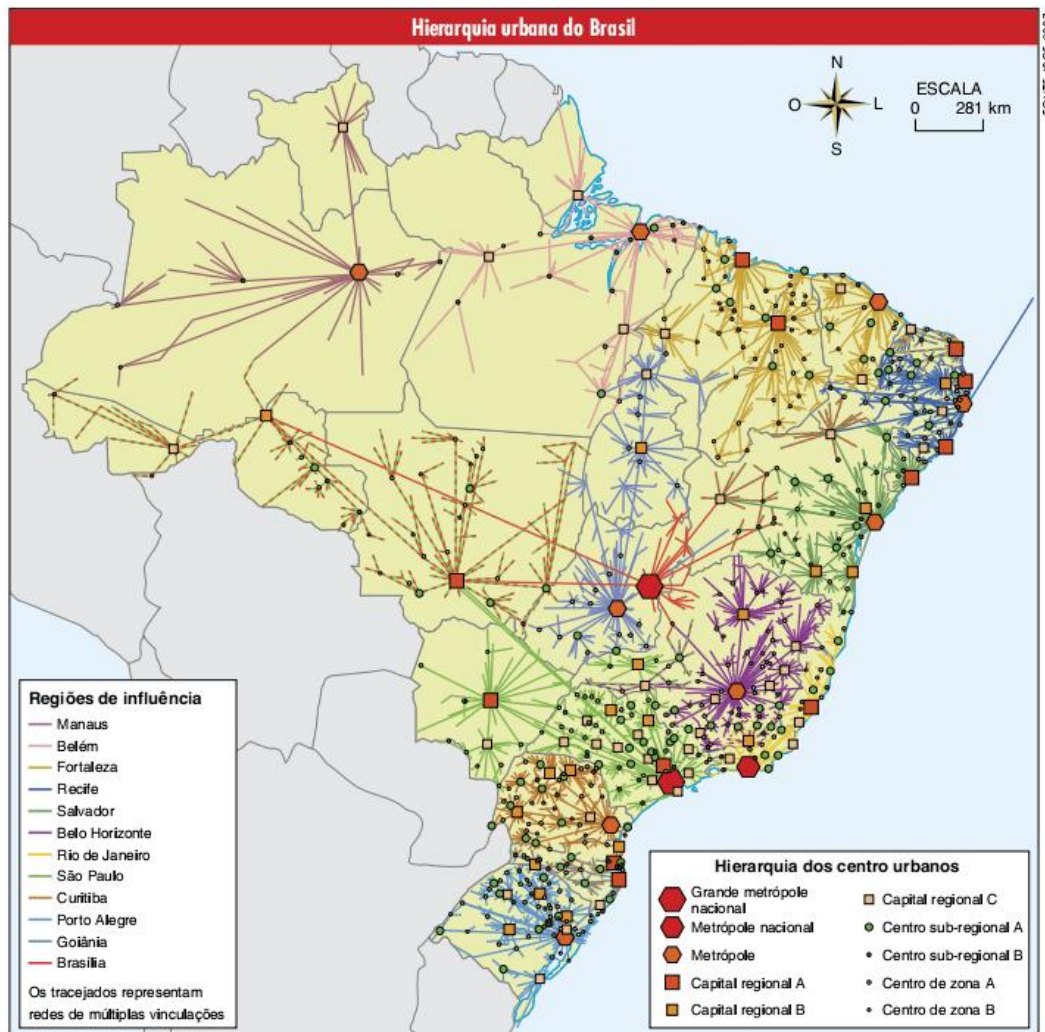 Hierarquia urbana do Brasil
N
O
L
S
ESCALA
0 281 km
Regiões de influência
Manaus
Belém
Fortaleza
Recife
Salvador
Belo Horizonte
Rio de Janeiro
São Paulo
Curitiba
Porto Alegre
Goiânia
Brasília
Os tracejados representam
redes de múltiplas vinculações
Hierarquia dos centro urbanos
Grande metrópole
nacional
Metrópole nacional
Metrópole
Capital regional A
Capital regional B
Capital regional C
Centro sub-regional A
Centro sub-regional B
Centro de zona A
Centro de zona B